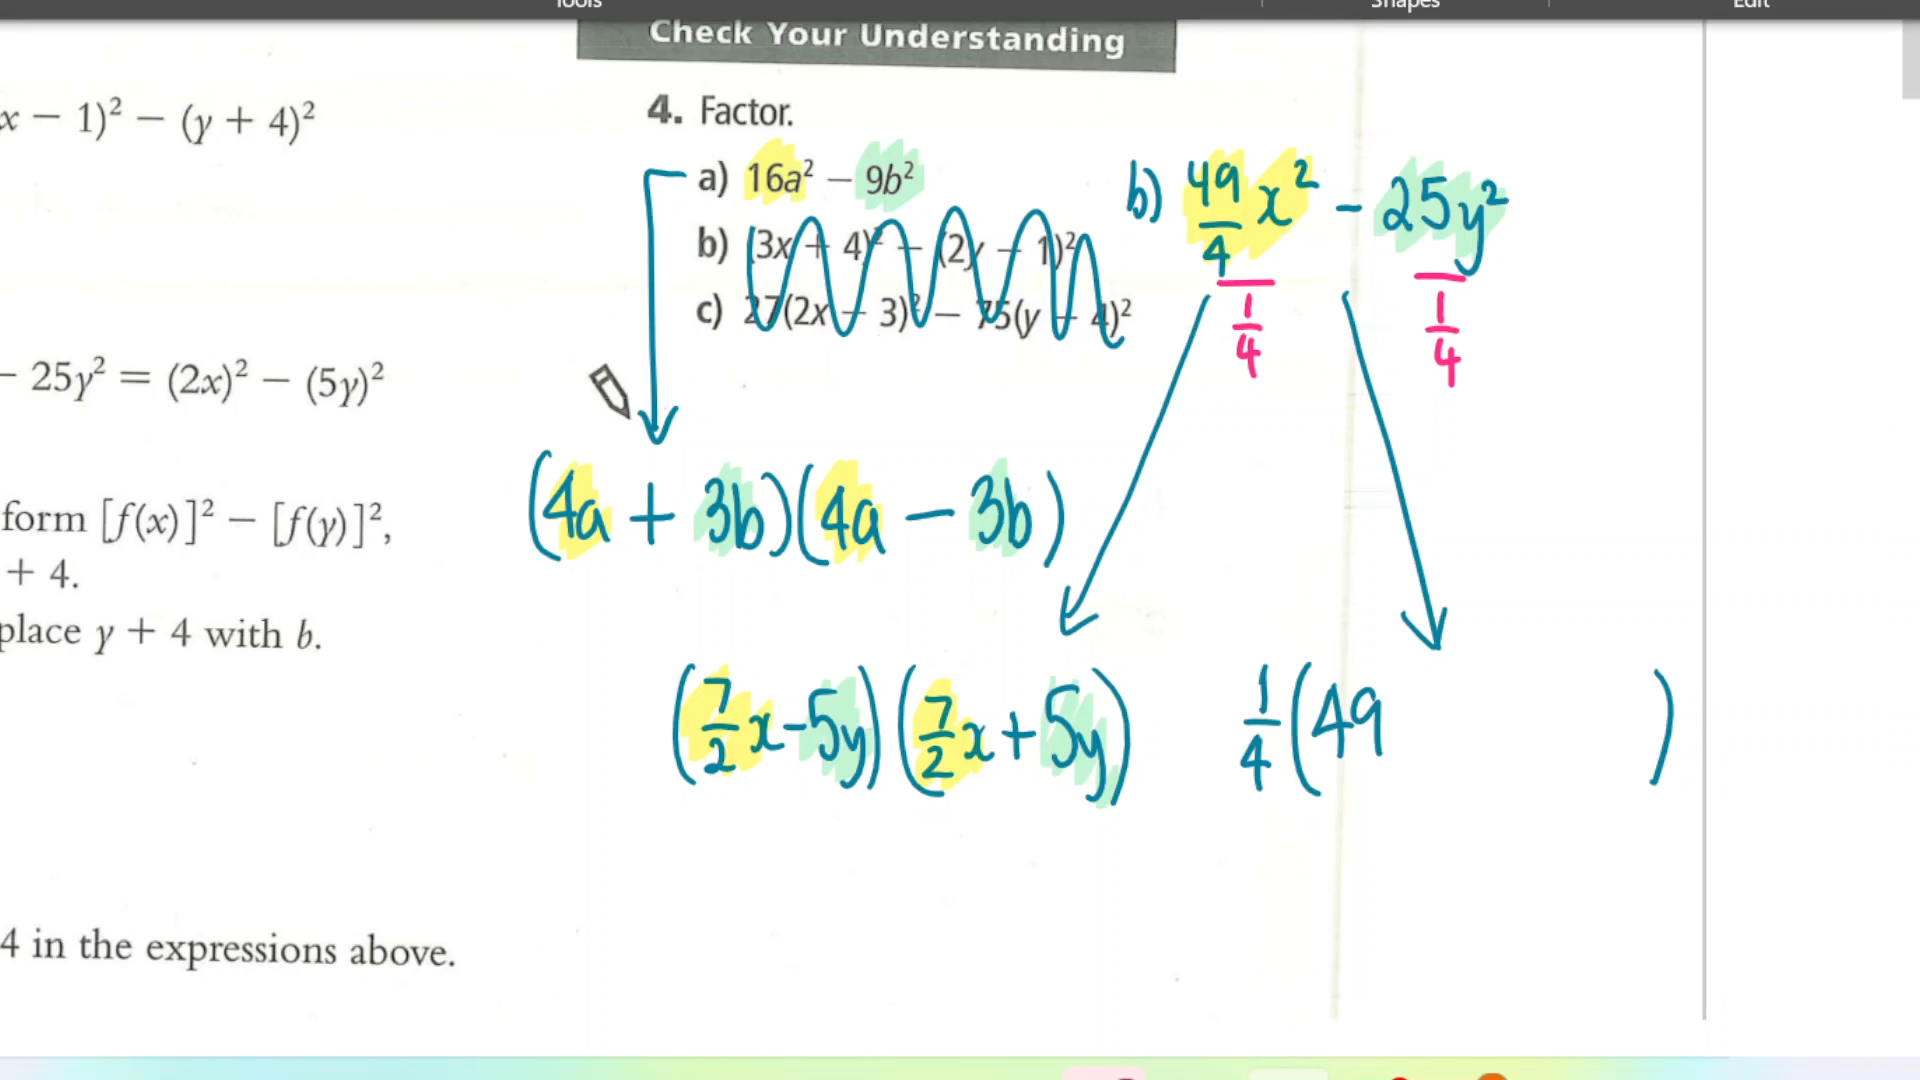 Tools
Shapes
Edit
Check Your Understanding
x − 1)² − (y + 4)²
− 25y² = (2x)² − (5y)²
form [f(x)]² − [f(y)]²,
+ 4.
place y + 4 with b.
4 in the expressions above.
4. Factor.
a) 16a² − 9b²
b) (3x + 4)² − (2y − 1)²
c) 27(2x − 3)² − 75(y − 4)²
(4a + 3b)(4a − 3b)
b) 49/4 x² - 25y²
1/4
1/4
(7/2 x - 5y)(7/2 x + 5y)
1/4 (49 )